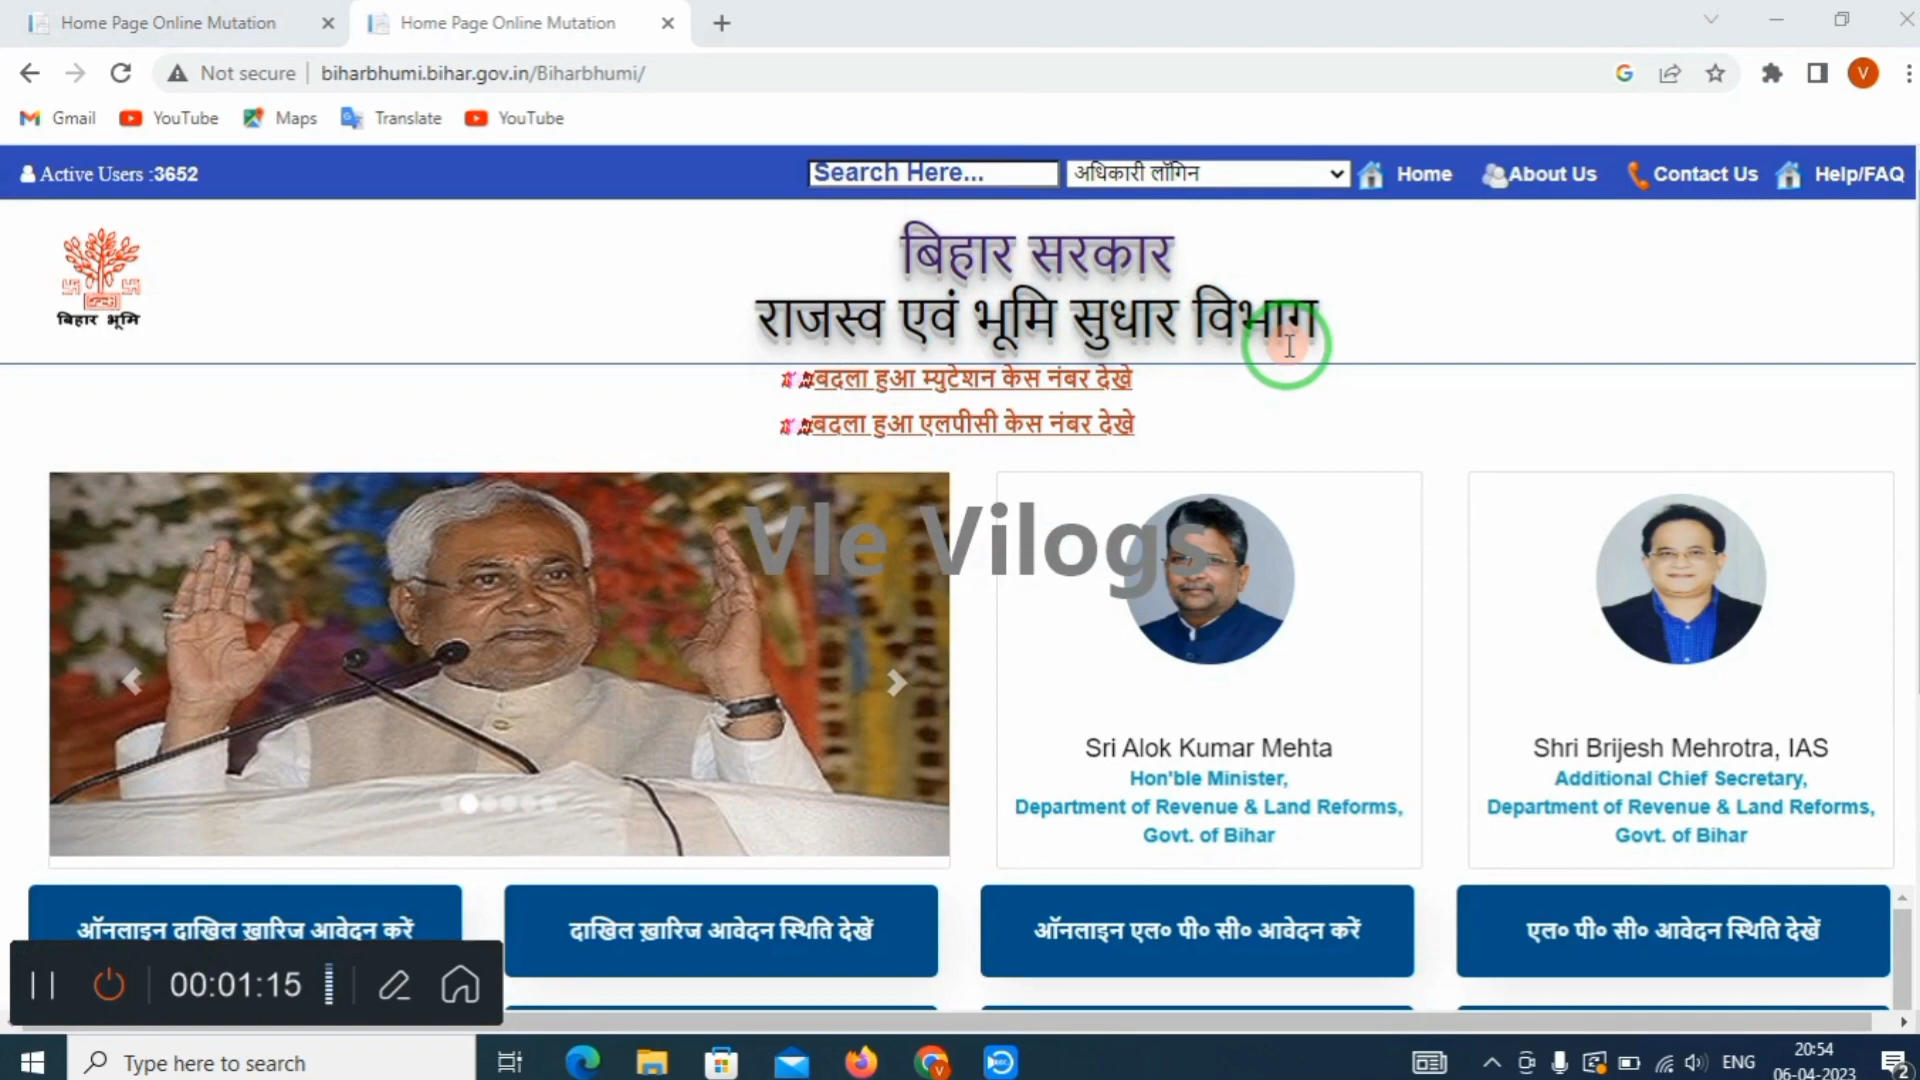 Home Page Online Mutation
Home Page Online Mutation
Not secure
biharbhumi.bihar.gov.in/Biharbhumi/
Gmail
YouTube
Maps
Translate
YouTube
Active Users :3652
Search Here...
अधिकारी लॉगिन
Home
About Us
Contact Us
Help/FAQ
बिहार भूमि
बिहार सरकार
राजस्व एवं भूमि सुधार विभाग
बदला हुआ म्युटेशन केस नंबर देखे
बदला हुआ एलपीसी केस नंबर देखे
Vle Vilogs
Sri Alok Kumar Mehta
Hon'ble Minister,
Department of Revenue & Land Reforms,
Govt. of Bihar
Shri Brijesh Mehrotra, IAS
Additional Chief Secretary,
Department of Revenue & Land Reforms,
Govt. of Bihar
ऑनलाइन दाखिल ख़ारिज आवेदन करें
दाखिल ख़ारिज आवेदन स्थिति देखें
ऑनलाइन एल० पी० सी० आवेदन करें
एल० पी० सी० आवेदन स्थिति देखें
00:01:15
Type here to search
ENG
20:54
06-04-2023
2
V
V